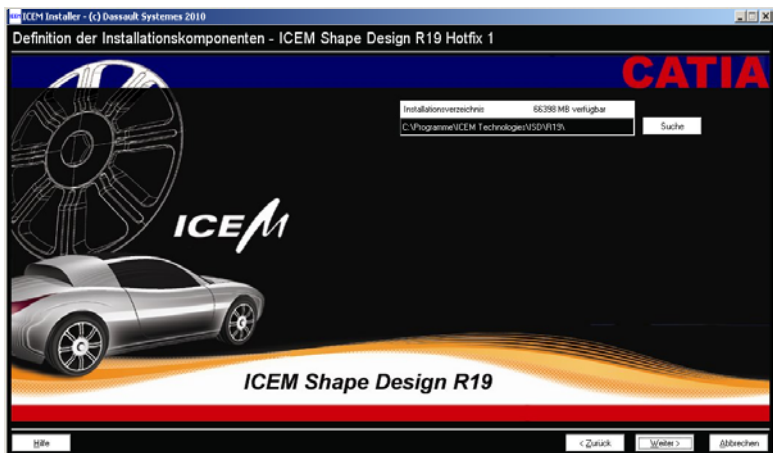 ICEM Installer - (c) Dassault Systemes 2010
Definition der Installationskomponenten - ICEM Shape Design R19 Hotfix 1
CATIA
Installationsverzeichnis 66398 MB verfügbar
C:\Programme\ICEM Technologies\ISD\R19\ Suche
ICEM
ICEM Shape Design R19
Hilfe < Zurück Weiter > Abbrechen